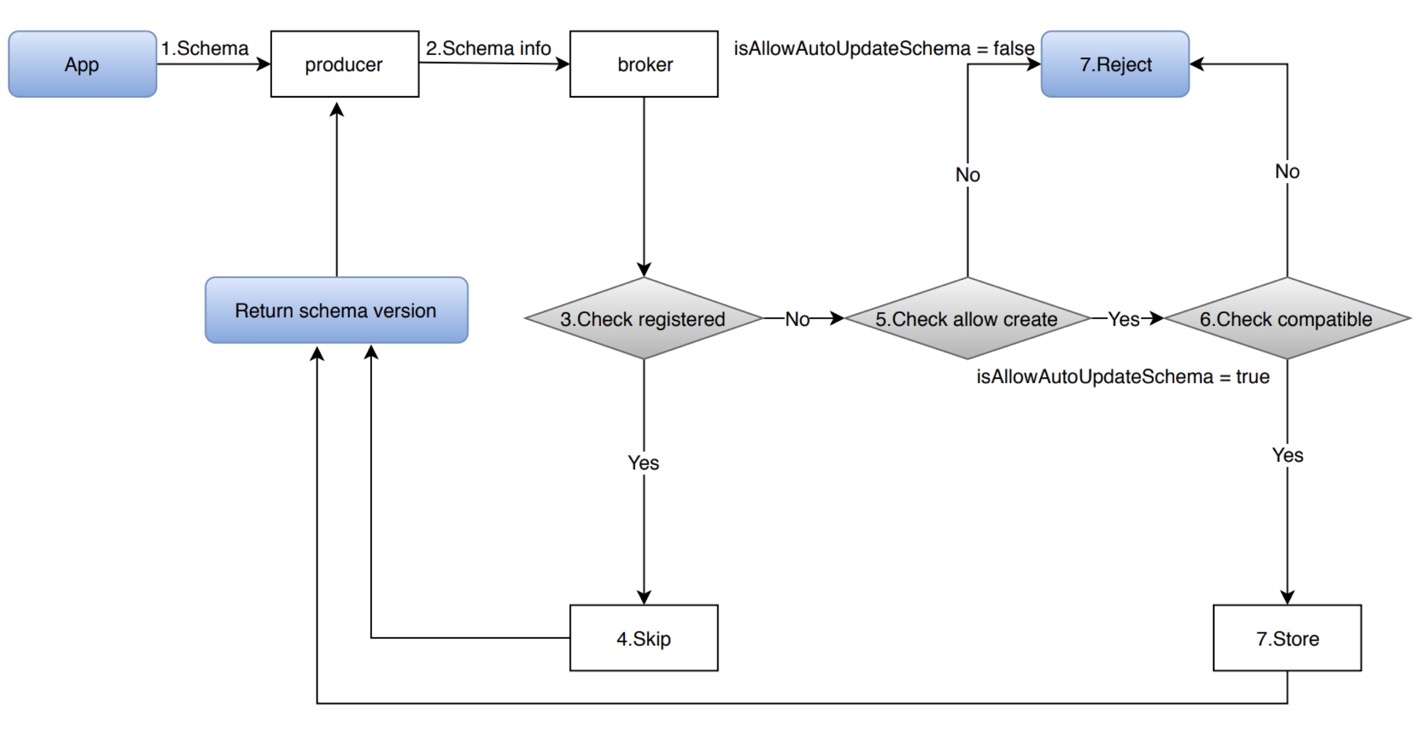 App
1.Schema
producer
2.Schema info
broker
isAllowAutoUpdateSchema = false
7.Reject
No
No
Return schema version
3.Check registered
No
5.Check allow create
Yes
6.Check compatible
isAllowAutoUpdateSchema = true
Yes
Yes
4.Skip
7.Store